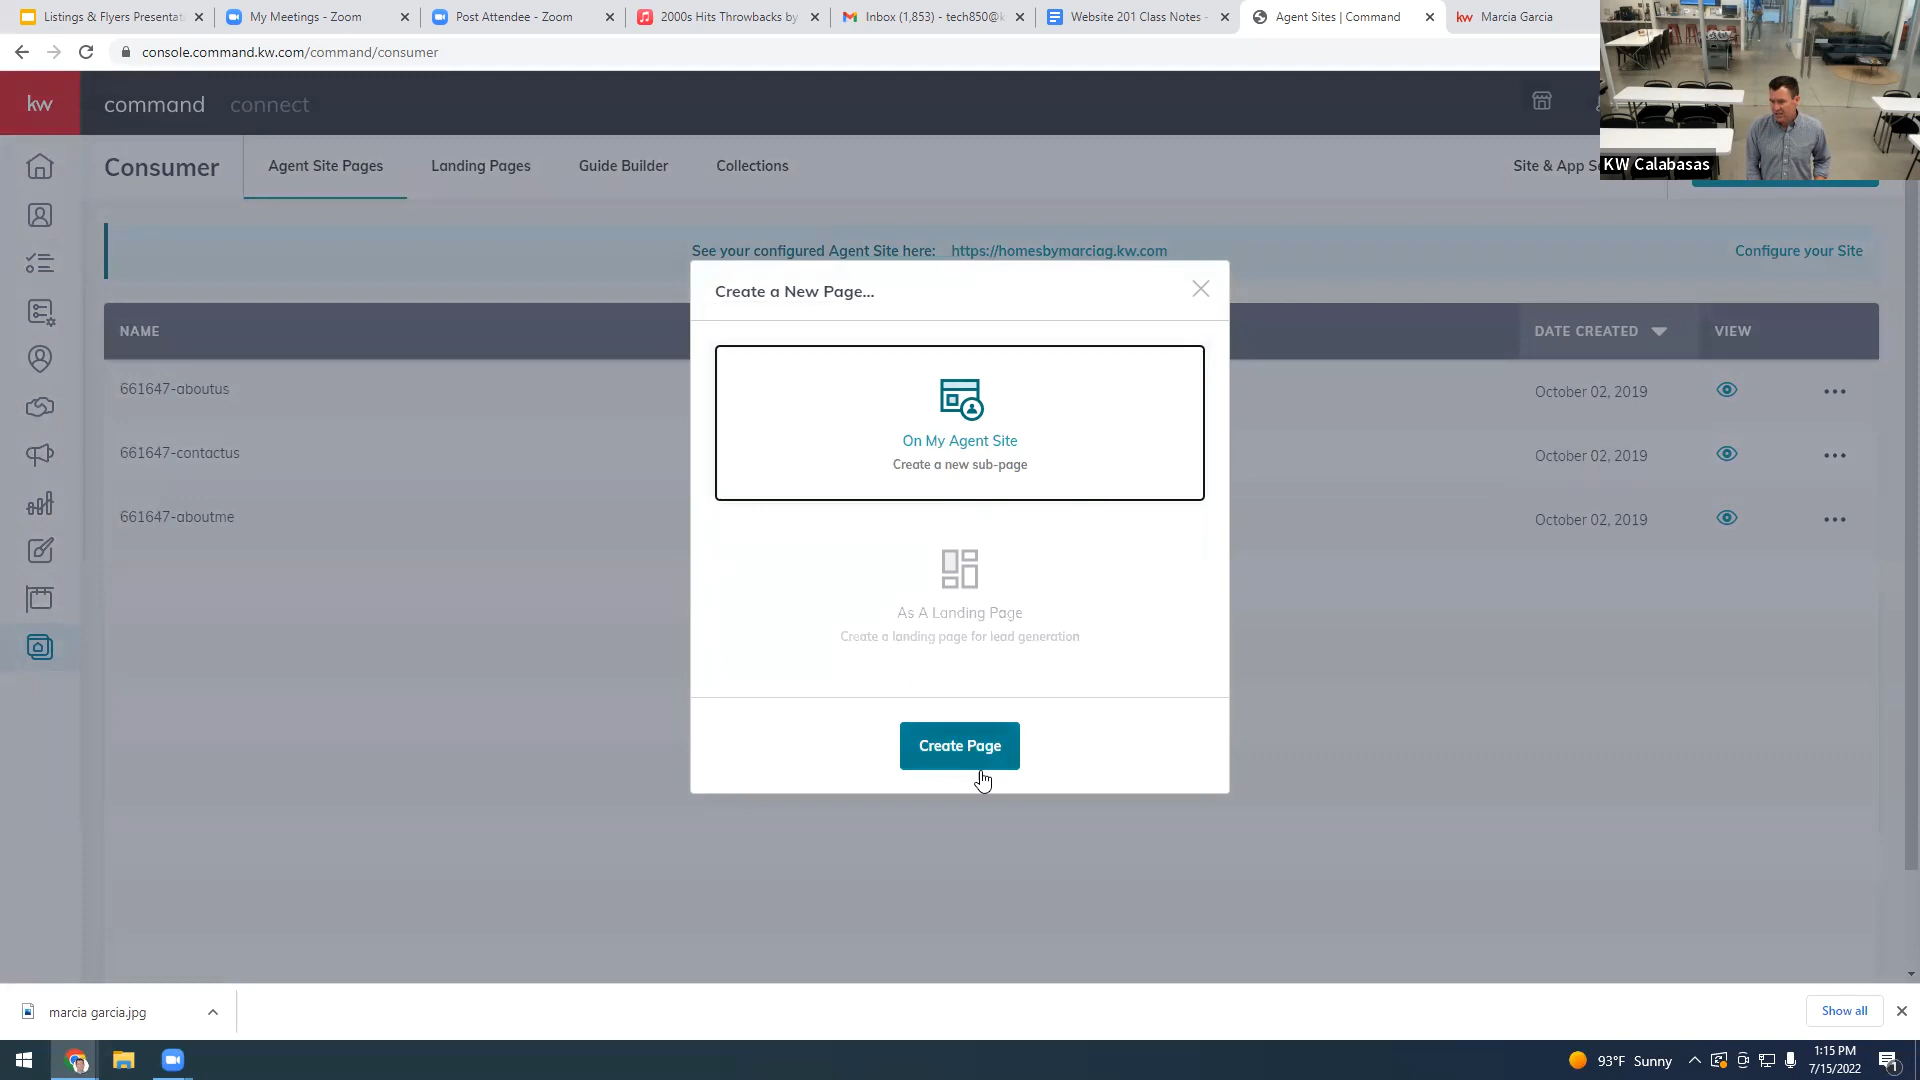 Listings & Flyers Presentat
My Meetings - Zoom
Post Attendee - Zoom
2000s Hits Throwbacks by
Inbox (1,853) - tech850@k
Website 201 Class Notes -
Agent Sites | Command
kw Marcia Garcia
console.command.kw.com/command/consumer
kw command connect
Consumer
Agent Site Pages
Landing Pages
Guide Builder
Collections
Site & App S
KW Calabasas
See your configured Agent Site here: https://homesbymarciag.kw.com
Configure your Site
Create a New Page...
NAME
DATE CREATED
VIEW
661647-aboutus
October 02, 2019
661647-contactus
October 02, 2019
661647-aboutme
October 02, 2019
On My Agent Site
Create a new sub-page
As A Landing Page
Create a landing page for lead generation
Create Page
marcia garcia.jpg
Show all
93°F Sunny
1:15 PM
7/15/2022
1